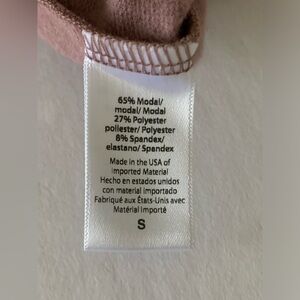 65% Modal/
modal/ Modal
27% Polyester
poliester/ Polyester
8% Spandex/
elastano/ Spandex
Made in the USA of
Imported Material
Hecho en estados unidos
con material importado
Fabriqué aux États-Unis avec
Matérial Importé
S